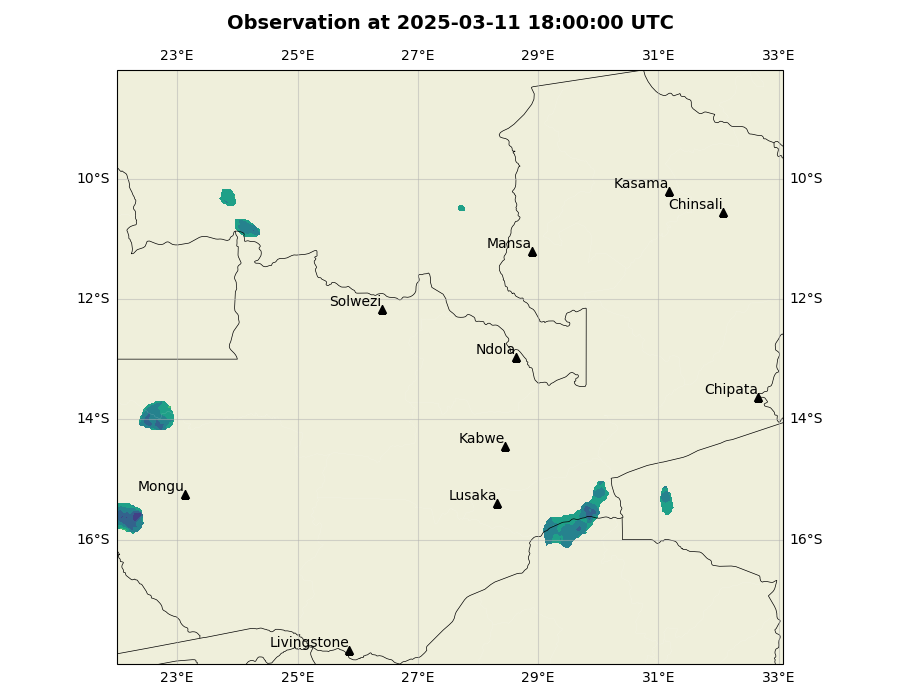 Observation at 2025-03-11 18:00:00 UTC
23°E 25°E 27°E 29°E 31°E 33°E
10°S 10°S
Kasama
Chinsali
Mansa
12°S 12°S
Solwezi
Ndola
Chipata
14°S 14°S
Kabwe
Mongu
Lusaka
16°S 16°S
Livingstone
23°E 25°E 27°E 29°E 31°E 33°E